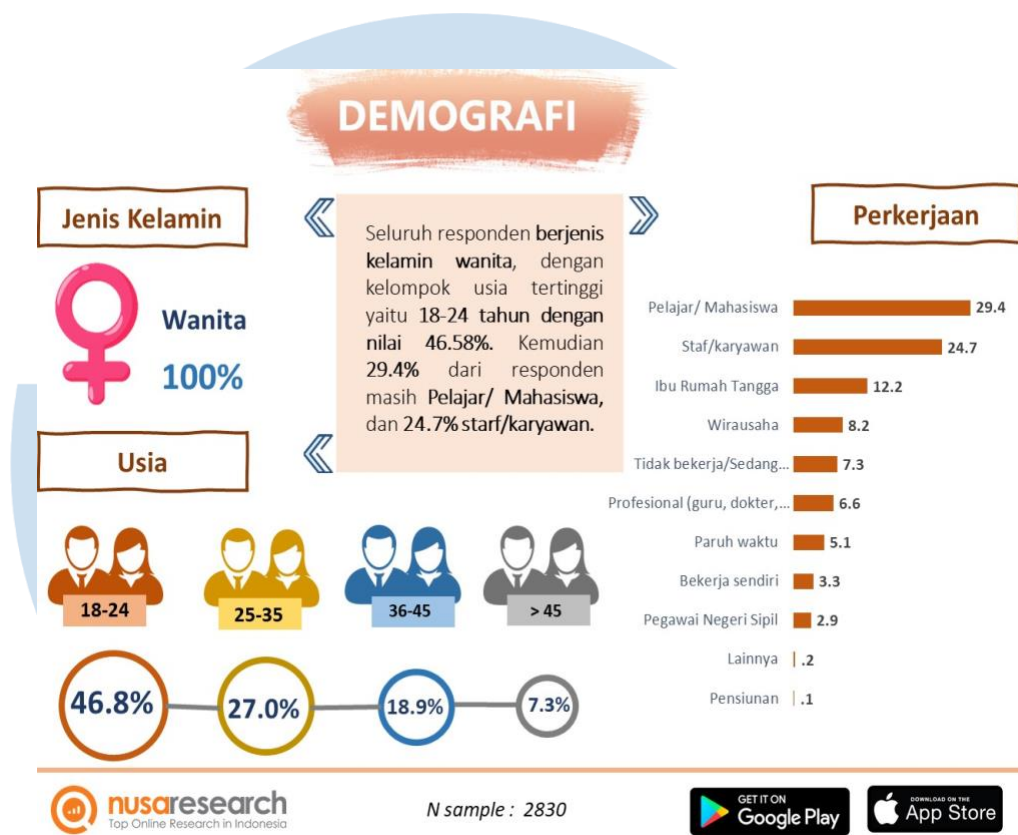 DEMOGRAFI
Jenis Kelamin
Wanita
100%
Seluruh responden berjenis
kelamin wanita, dengan
kelompok usia tertinggi
yaitu 18-24 tahun dengan
nilai 46.58%. Kemudian
29.4% dari responden
masih Pelajar/ Mahasiswa,
dan 24.7% starf/karyawan.
Perkerjaan
Pelajar/ Mahasiswa 29.4
Staf/karyawan 24.7
Ibu Rumah Tangga 12.2
Wirausaha 8.2
Tidak bekerja/Sedang... 7.3
Profesional (guru, dokter,... 6.6
Paruh waktu 5.1
Bekerja sendiri 3.3
Pegawai Negeri Sipil 2.9
Lainnya .2
Pensiunan .1
Usia
18-24 25-35 36-45 > 45
46.8% 27.0% 18.9% 7.3%
nusaresearch
Top Online Research in Indonesia
N sample : 2830
GET IT ON
Google Play
DOWNLOAD ON THE
App Store